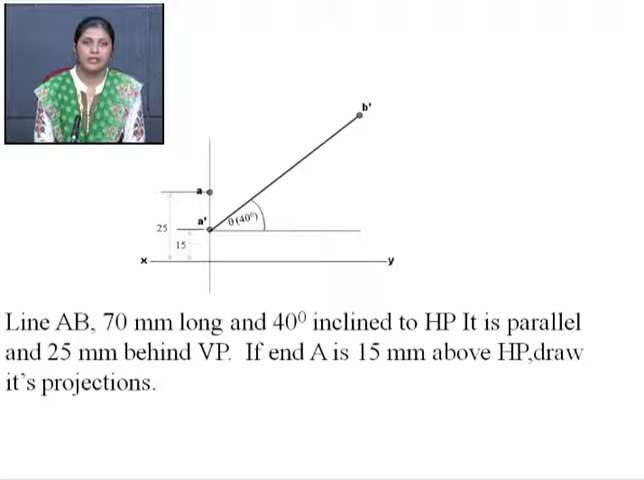 b'
a
a'
θ(40⁰)
25
15
x
y
Line AB, 70 mm long and 40⁰ inclined to HP It is parallel
and 25 mm behind VP. If end A is 15 mm above HP,draw
it’s projections.